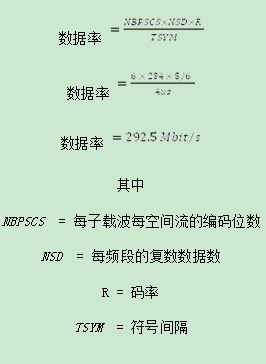 数据率 = NBPSCS×NSD×R / TSYM
数据率 = 6×234×5/6 / 4us
数据率 = 292.5 Mbit/s
其中
NBPSCS = 每子载波每空间流的编码位数
NSD = 每频段的复数数据数
R = 码率
TSYM = 符号间隔